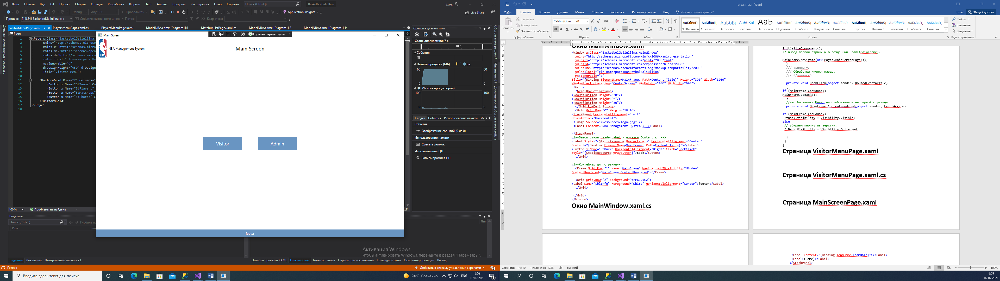 Файл Правка Вид Git Проект Сборка Отладка Разработка Формат Тест Анализ Средства Расширения Окно Справка Поиск (Ctrl+Q) BasketbolGaliullina Вход
Debug Any CPU Продолжить Application Insights Live Share
Процесс: [14884] BasketbolGaliullina.exe События жизненного цикла Поток: Кадр стека:
VisitorMenuPage.xaml PlayersMenuPage.xaml.cs PlayersMenuPage.xaml MatchupListPage.xaml.cs ModelNBA.edmx [Diagram1]:1 ModelNBA.edmx [Diagram1]:2 ModelNBA.edmx [Diagram1]:1*
Page
1 <Page x:Class="BasketbolGaliullina.
2 xmlns="http://schemas.microso
3 xmlns:x="http://schemas.micro
4 xmlns:mc="http://schemas.open
5 xmlns:d="http://schemas.micro
6 xmlns:local="clr-namespace:Ba
7 mc:Ignorable="d"
8 d:DesignHeight="450" d:Design
9 Title="Visitor Menu">
10
11 <UniformGrid Rows="2" Columns="
12 <Button x:Name="BtTeams" Co
13 <Button x:Name="BtPlayers"
14 <Button x:Name="BtMatchups"
15 <Button x:Name="BtPhotos" C
16 </UniformGrid>
17 </Page>
18
100 % Проблемы не найдены.
Main Screen
Горячая перезагрузка
NBA
NBA Management System
Main Screen
Visitor
Admin
footer
Динамическое визуальное дерево
Средства диагностики
Сеанс диагностики: 7 с
10 с
События
Память процесса (МБ) Ба...
60 60
0 0
ЦП (% всех процессоров)
100 100
0 0
Сводка События Использование памяти Ис
События
Отображение событий (0 из 0)
Использование памяти
Сделать снимок
Использование ЦП
Запись профиля ЦП
Обозреватель решений
Изменения Git
Динамический обозреватель свойств
Видимые
Поиск (Ctrl+E)
Имя
Видимые Локальные Контрольные значения 1
Активация Windows
Чтобы активировать Windows, перейдите в раздел "Параметры".
Ошибки привязки XAML Стек вызовов Точки останова Параметры исключений Командное окно Окно интерпретации Вывод
Готово
Добавить в систему управления версиями
Введите здесь текст для поиска
24°C Солнечно ENG 8:59 07.07.2021
страницы - Word
Файл Главная Вставка Дизайн Макет Ссылки Рассылки Рецензирование Вид Что вы хотите сделать? Вход Общий доступ
Вставить
Вырезать
Копировать
Формат по образцу
Буфер обмена
Calibri (Осн 20
Шрифт
Абзац
¶ Обычный ¶ Без инте... Заголово... Заголово... Заголовок Подзагол... Слабое в... Выделение Сильное... Строгий Цитата 2 Выделенн... Слабая сс... Сильная...
Стили
Найти
Заменить
Выделить
Редактирование
Окно MainWindow.xaml
<Window x:Class="BasketbolGaliullina.MainWindow"
xmlns="http://schemas.microsoft.com/winfx/2006/xaml/presentation"
xmlns:x="http://schemas.microsoft.com/winfx/2006/xaml"
xmlns:d="http://schemas.microsoft.com/expression/blend/2008"
xmlns:mc="http://schemas.openxmlformats.org/markup-compatibility/2006"
xmlns:local="clr-namespace:BasketbolGaliullina"
mc:Ignorable="d"
Title="{Binding ElementName=MainFrame, Path=Content.Title}" Height="800" Width="1200"
WindowStartupLocation="CenterScreen" MinHeight="400" MinWidth="600">
<Grid>
<Grid.RowDefinitions>
<RowDefinition Height="70"/>
<RowDefinition Height="*"/>
<RowDefinition Height="30"/>
</Grid.RowDefinitions>
<Grid Grid.Row="0" Margin="10,0">
<StackPanel HorizontalAlignment="Left"
Orientation="Horizontal">
<Image Source="/Resources/logo.jpg" />
<Label Content="NBA Management System"> </Label>
</StackPanel>
<!--Вызов стиля HeaderLabel и привзка Content к -->
<Label Style="{StaticResource HeaderLabel}" HorizontalAlignment="Center"
Content="{Binding ElementName=MainFrame, Path=Content.Title}"></Label>
<Button x:Name="BtBack" HorizontalAlignment="Right" Click="BackClick"
Style="{StaticResource Graybutton}">Back</Button>
</Grid>
<!--Контейнер для страниц-->
<Frame Grid.Row="1" Name="MainFrame" NavigationUIVisibility="Hidden"
ContentRendered="MainFrame_ContentRendered"></Frame>
<Grid Grid.Row="2" Background="#FF6995C2">
<Label Name="LblInfo" Foreground="White" HorizontalAlignment="Center">footer</Label>
</Grid>
</Grid>
</Window>
Окно MainWindow.xaml.cs
{
InitializeComponent();
// вывод первой страницы в созданный Frame(MainFrame).
MainFrame.Navigate(new Pages.MainScreenPage());
}
/// <summary>
/// Обработка кнопки назад.
/// </summary>
private void BackClick(object sender, RoutedEventArgs e)
{
if (MainFrame.CanGoBack)
MainFrame.GoBack();
}
//что бы кнопка Назад не отображалась на первой странице.
private void MainFrame_ContentRendered(object sender, EventArgs e)
{
if (MainFrame.CanGoBack)
BtBack.Visibility = Visibility.Visible;
else
// убираем кнопку из верстки.
BtBack.Visibility = Visibility.Collapsed;
}
}
}
Страница VisitorMenuPage.xaml
Страница VisitorMenuPage.xaml.cs
Страница MainScreenPage.xaml
<Label Content="{Binding TeamHome.TeamName}"></Label>
<Label>(Home)</Label>
</StackPanel>
Страница 1 из 10 Число слов: 1223 русский 100%
8:59
07.07.2021